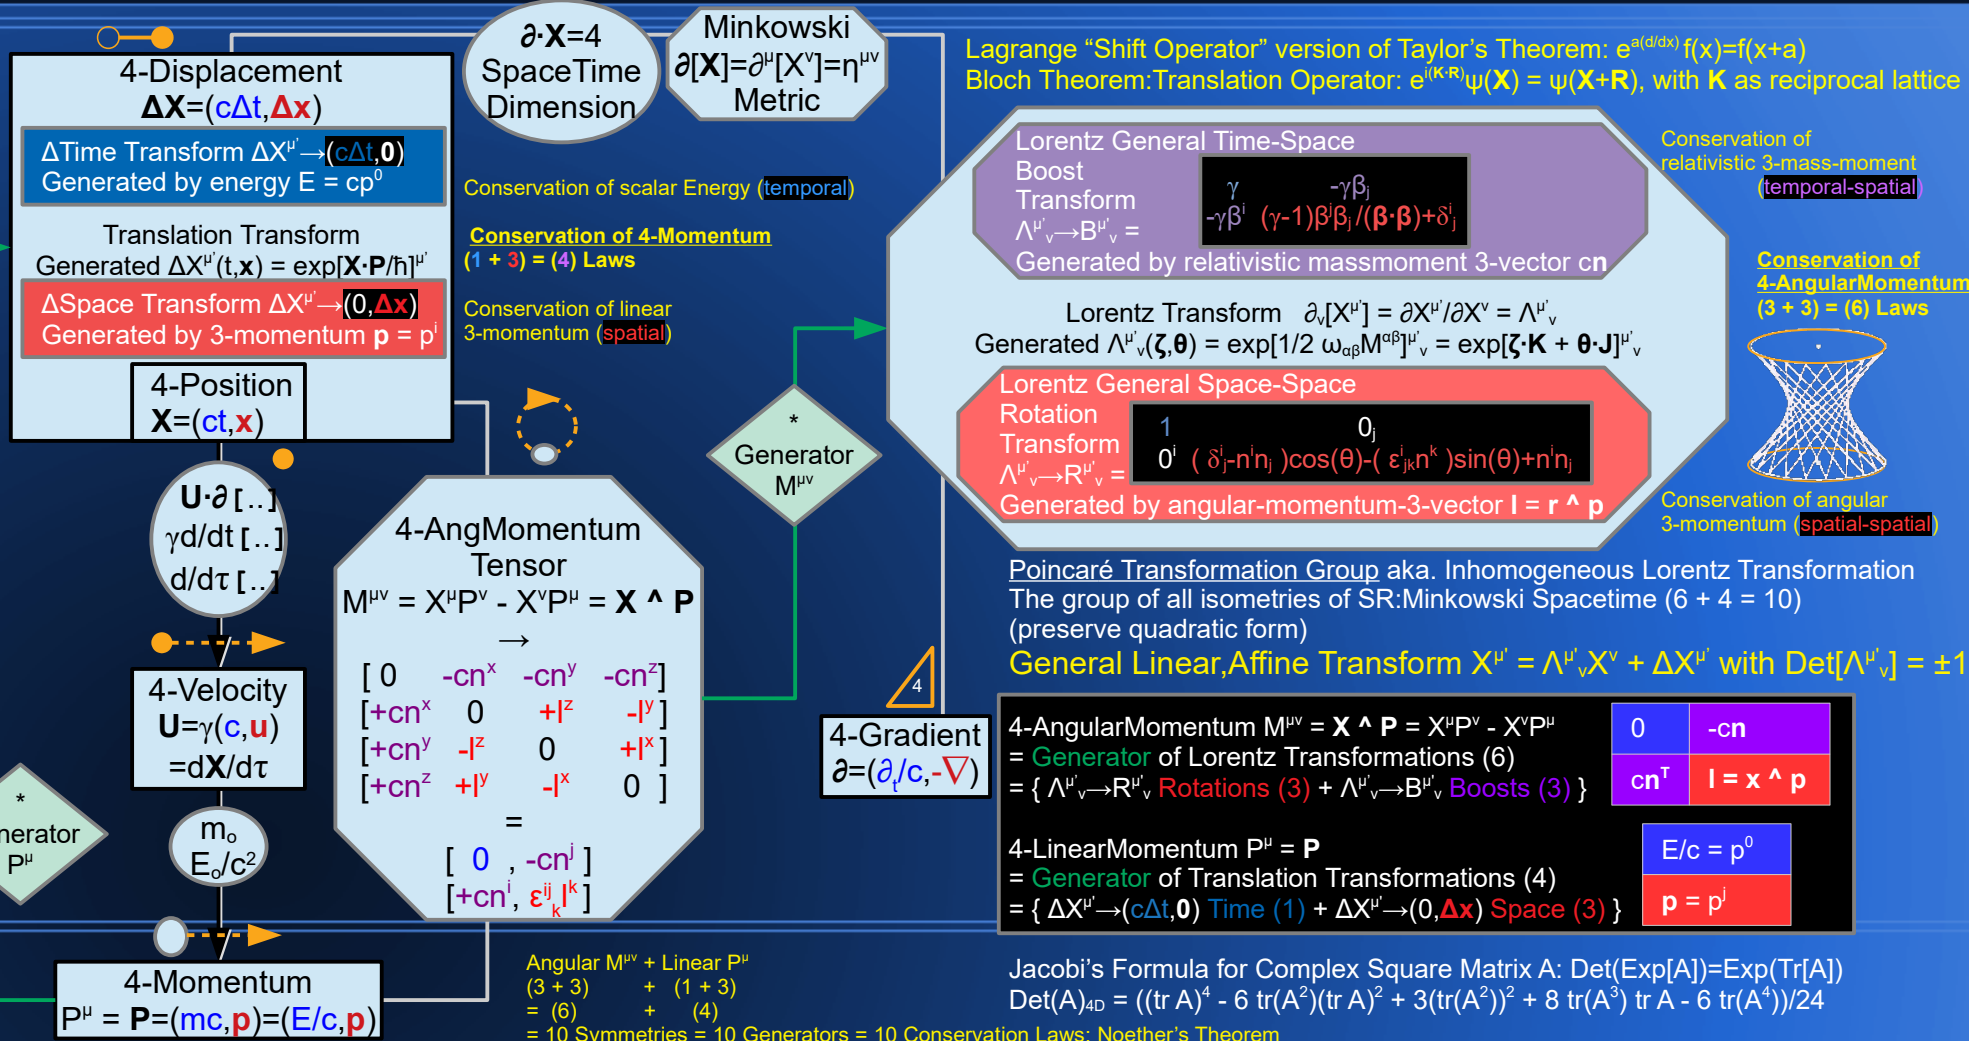 4-Displacement
ΔX=(cΔt,Δx)
ΔTime Transform ΔX^μ'→(cΔt,0)
Generated by energy E = cp⁰
Translation Transform
Generated ΔX^μ'(t,x) = exp[X·P/ħ]^μ'
ΔSpace Transform ΔX^μ'→(0,Δx)
Generated by 3-momentum p = pⁱ
4-Position
X=(ct,x)
∂·X=4
SpaceTime
Dimension
Minkowski
∂[X]=∂^μ[X^ν]=η^μν
Metric
Conservation of scalar Energy (temporal)
Conservation of 4-Momentum
(1 + 3) = (4) Laws
Conservation of linear
3-momentum (spatial)
U·∂[..]
γd/dt [..]
d/dτ [..]
4-Velocity
U=γ(c,u)
=dX/dτ
*
P^μ
mₒ
Eₒ/c²
4-Momentum
P^μ = P=(mc,p)=(E/c,p)
4-AngMomentum
Tensor
M^μν = X^μP^ν - X^νP^μ = X ^ P
→
[ 0 -cn^x -cn^y -cn^z]
[+cn^x 0 +l^z -l^y ]
[+cn^y -l^z 0 +l^x]
[+cn^z +l^y -l^x 0 ]
=
[ 0 , -cn^j ]
[+cn^i, ε^ij_k l^k ]
*
Generator
M^μν
4
4-Gradient
∂=(∂_t/c,-∇)
Lagrange “Shift Operator” version of Taylor’s Theorem: e^a(d/dx) f(x)=f(x+a)
Bloch Theorem:Translation Operator: e^i(K·R)ψ(X) = ψ(X+R), with K as reciprocal lattice
Lorentz General Time-Space
Boost
Transform
Λ^μ'_ν→B^μ'_ν =
γ -γβ_j
-γβ^i (γ-1)β^iβ_j/(β·β)+δ^i_j
Generated by relativistic massmoment 3-vector cn
Lorentz Transform ∂_ν[X^μ'] = ∂X^μ'/∂X^ν = Λ^μ'_ν
Generated Λ^μ'_ν(ζ,θ) = exp[1/2 ω_αβM^αβ]^μ'_ν = exp[ζ·K + θ·J]^μ'_ν
Lorentz General Space-Space
Rotation
Transform
Λ^μ'_ν→R^μ'_ν =
1 0_j
0^i ( δ^i_j-n^in_j )cos(θ)-( ε^i_jk n^k )sin(θ)+n^in_j
Generated by angular-momentum-3-vector l = r ^ p
Conservation of
relativistic 3-mass-moment
(temporal-spatial)
Conservation of
4-AngularMomentum
(3 + 3) = (6) Laws
Conservation of angular
3-momentum (spatial-spatial)
Poincaré Transformation Group aka. Inhomogeneous Lorentz Transformation
The group of all isometries of SR:Minkowski Spacetime (6 + 4 = 10)
(preserve quadratic form)
General Linear,Affine Transform X^μ' = Λ^μ'_νX^ν + ΔX^μ' with Det[Λ^μ'_ν] = ±1
4-AngularMomentum M^μν = X ^ P = X^μP^ν - X^νP^μ
= Generator of Lorentz Transformations (6)
= { Λ^μ'_ν→R^μ'_ν Rotations (3) + Λ^μ'_ν→B^μ'_ν Boosts (3) }
0 -cn
cn^T l = x ^ p
4-LinearMomentum P^μ = P
= Generator of Translation Transformations (4)
= { ΔX^μ'→(cΔt,0) Time (1) + ΔX^μ'→(0,Δx) Space (3) }
E/c = p⁰
p = p^j
Angular M^μν + Linear P^μ
(3 + 3) + (1 + 3)
= (6) + (4)
= 10 Symmetries = 10 Generators = 10 Conservation Laws: Noether’s Theorem
Jacobi’s Formula for Complex Square Matrix A: Det(Exp[A])=Exp(Tr[A])
Det(A)_4D = ((tr A)⁴ - 6 tr(A²)(tr A)² + 3(tr(A²))² + 8 tr(A³) tr A - 6 tr(A⁴))/24